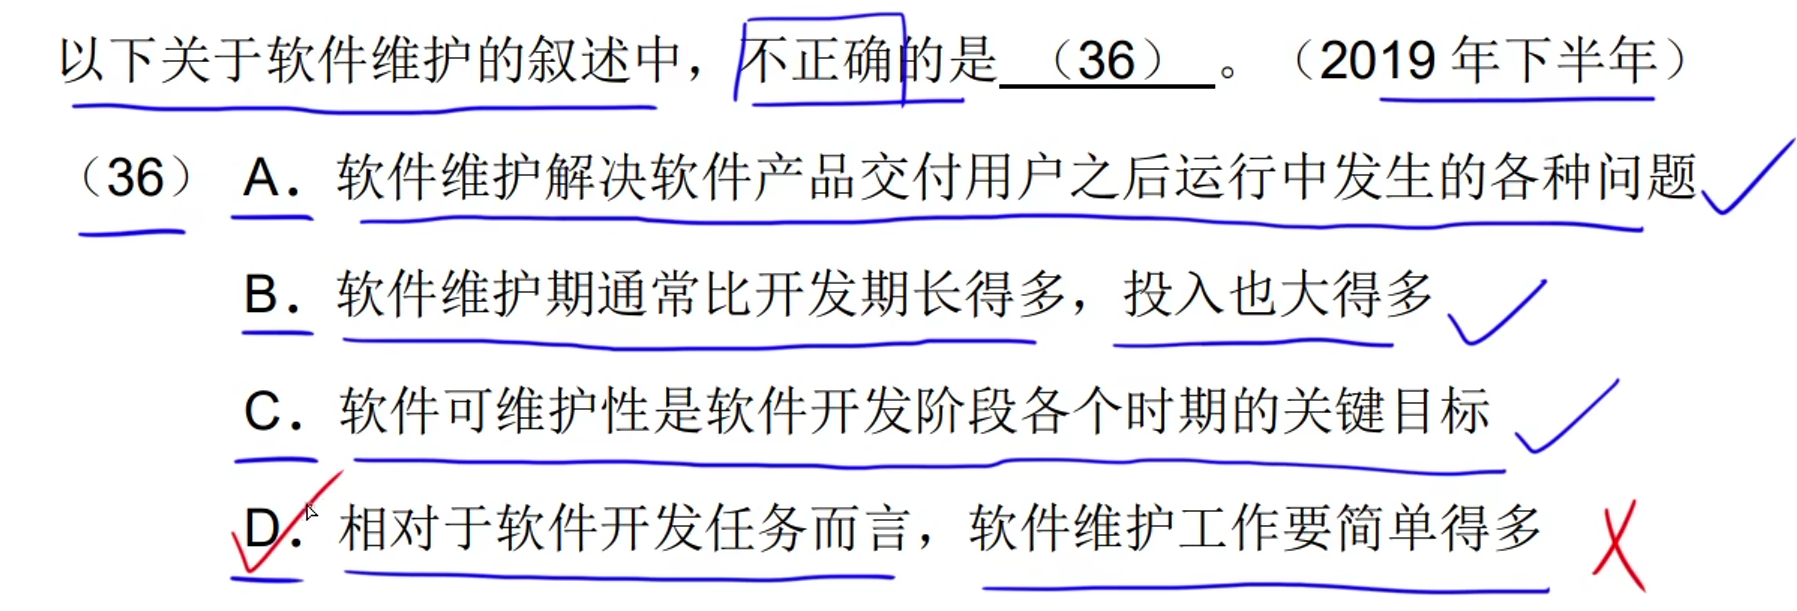 以下关于软件维护的叙述中，不正确的是 （36） 。（2019 年下半年）
（36） A．软件维护解决软件产品交付用户之后运行中发生的各种问题
B．软件维护期通常比开发期长得多，投入也大得多
C．软件可维护性是软件开发阶段各个时期的关键目标
D．相对于软件开发任务而言，软件维护工作要简单得多